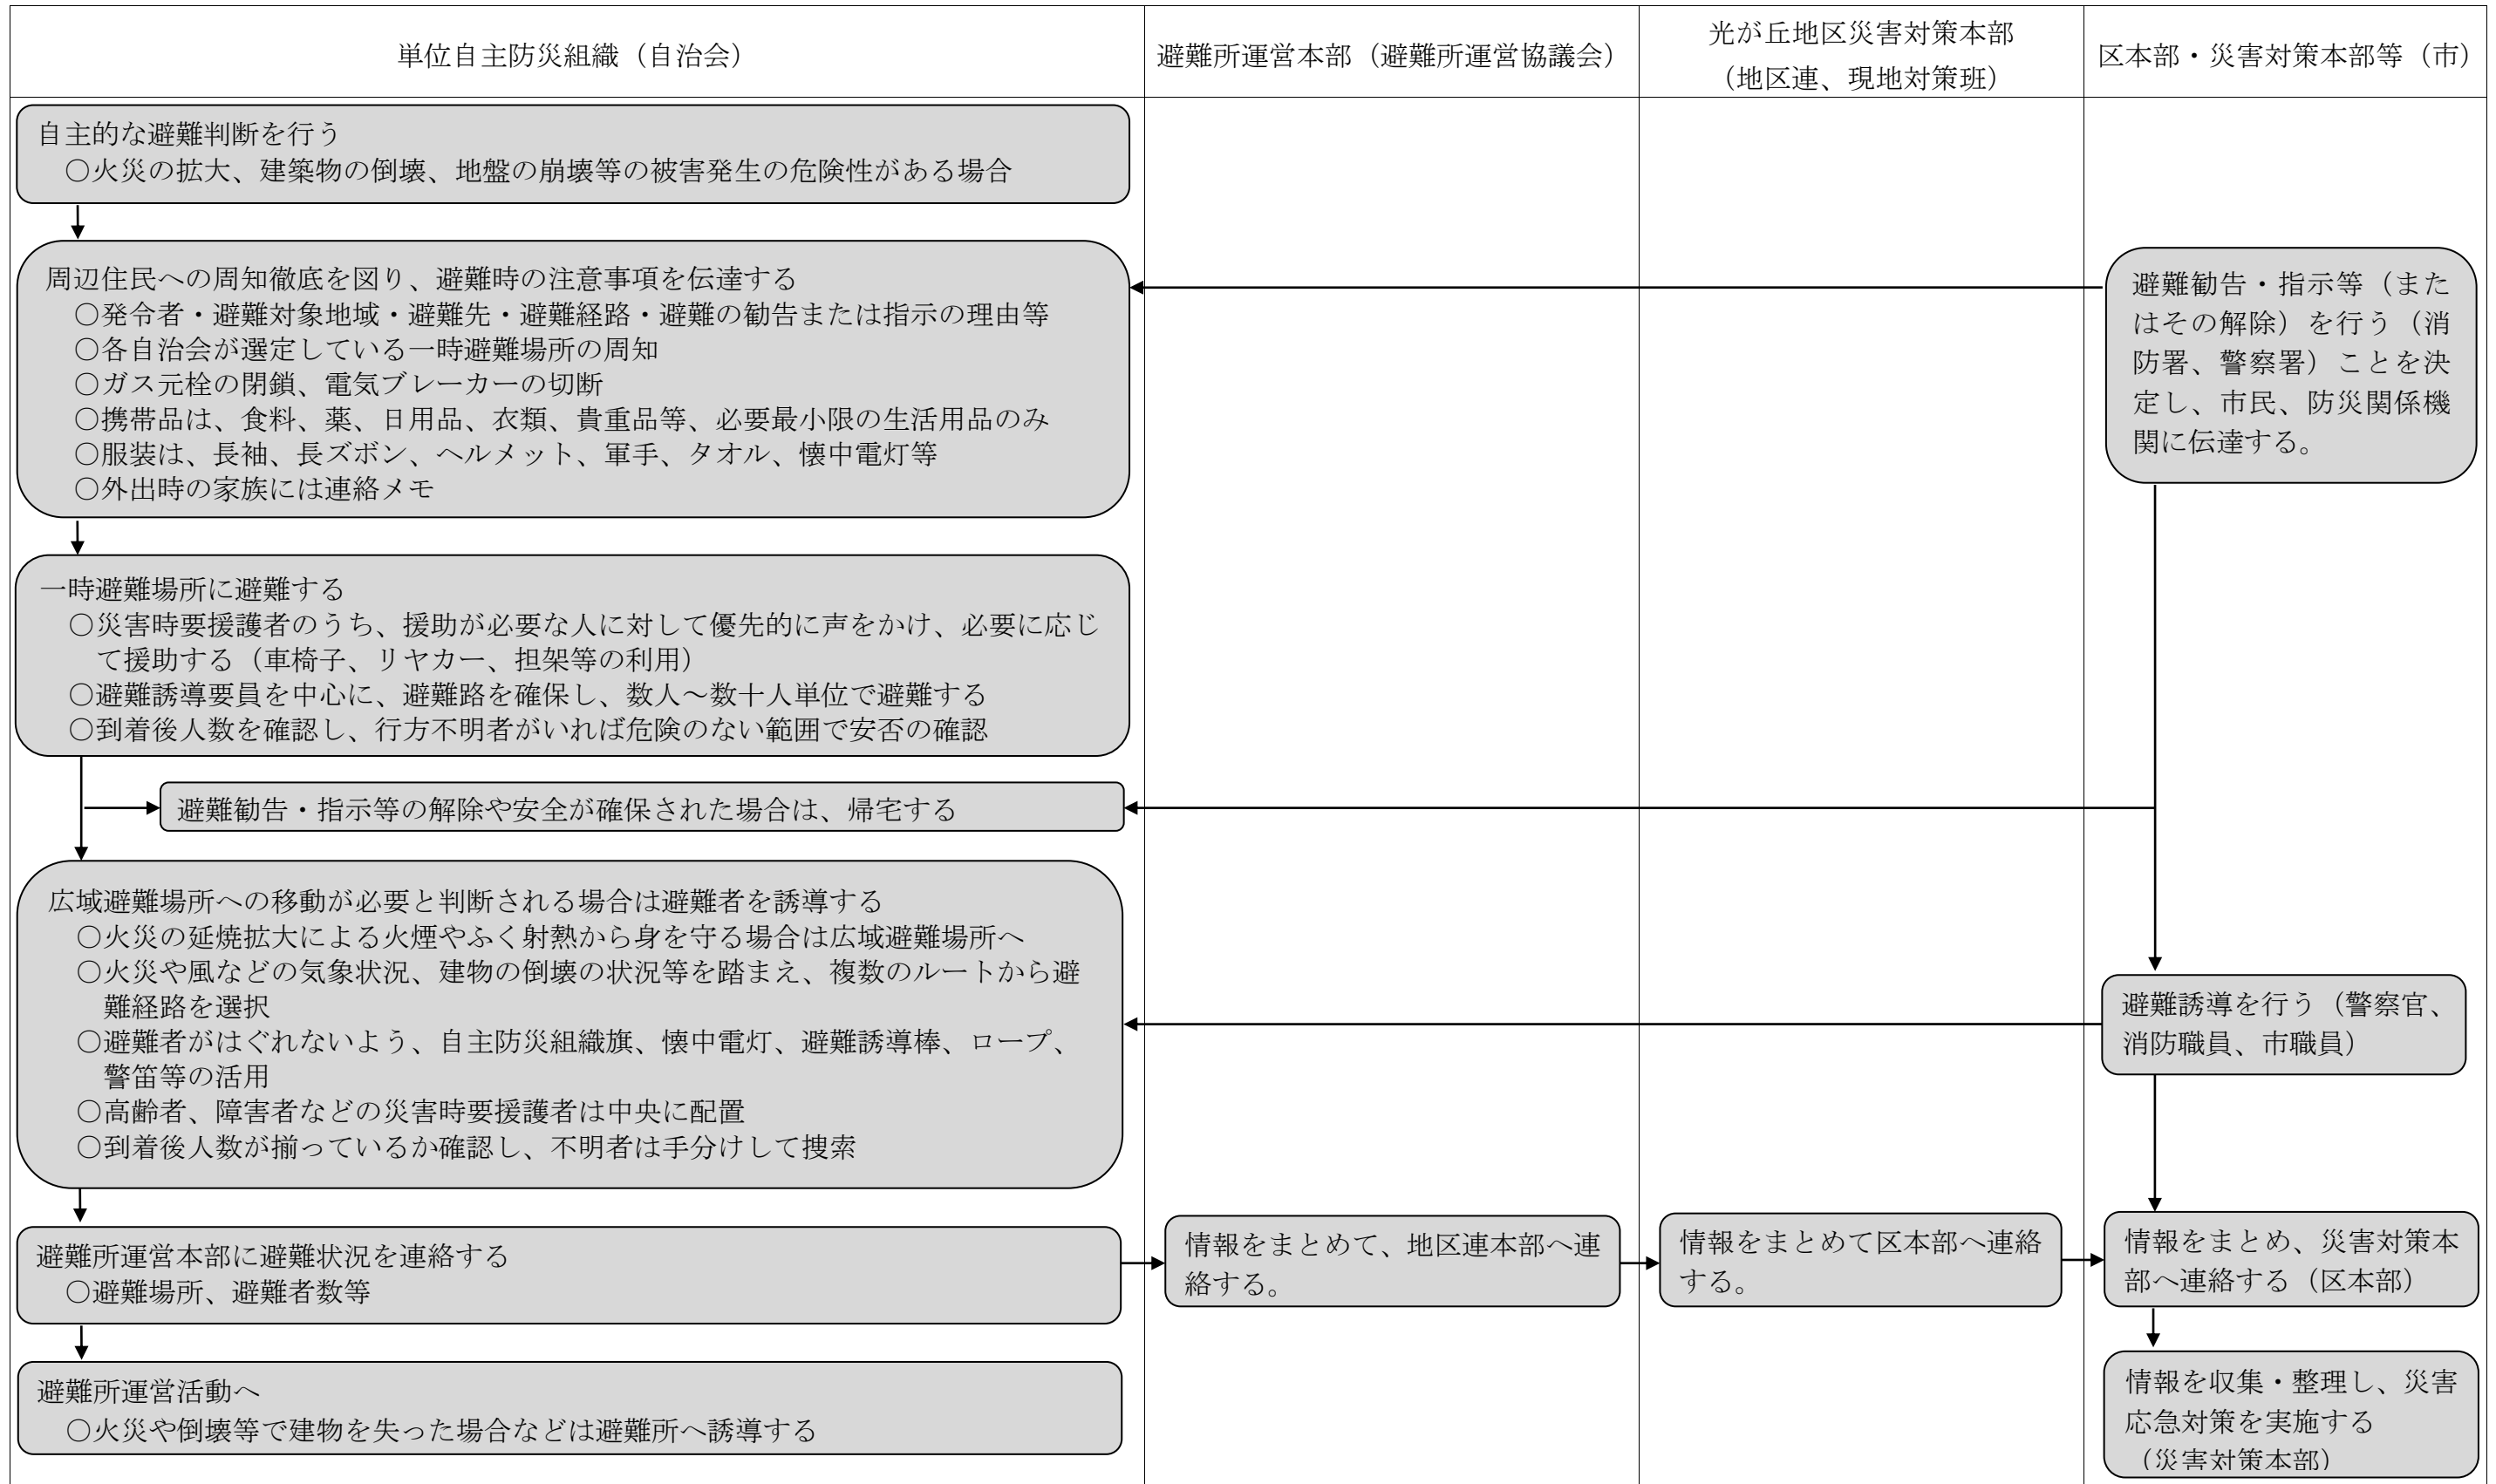 単位自主防災組織（自治会）
避難所運営本部（避難所運営協議会）
光が丘地区災害対策本部
（地区連、現地対策班）
区本部・災害対策本部等（市）
自主的な避難判断を行う
○火災の拡大、建築物の倒壊、地盤の崩壊等の被害発生の危険性がある場合
周辺住民への周知徹底を図り、避難時の注意事項を伝達する
○発令者・避難対象地域・避難先・避難経路・避難の勧告または指示の理由等
○各自治会が選定している一時避難場所の周知
○ガス元栓の閉鎖、電気ブレーカーの切断
○携帯品は、食料、薬、日用品、衣類、貴重品等、必要最小限の生活用品のみ
○服装は、長袖、長ズボン、ヘルメット、軍手、タオル、懐中電灯等
○外出時の家族には連絡メモ
避難勧告・指示等（また
はその解除）を行う（消
防署、警察署）ことを決
定し、市民、防災関係機
関に伝達する。
一時避難場所に避難する
○災害時要援護者のうち、援助が必要な人に対して優先的に声をかけ、必要に応じ
て援助する（車椅子、リヤカー、担架等の利用）
○避難誘導要員を中心に、避難路を確保し、数人～数十人単位で避難する
○到着後人数を確認し、行方不明者がいれば危険のない範囲で安否の確認
避難勧告・指示等の解除や安全が確保された場合は、帰宅する
広域避難場所への移動が必要と判断される場合は避難者を誘導する
○火災の延焼拡大による火煙やふく射熱から身を守る場合は広域避難場所へ
○火災や風などの気象状況、建物の倒壊の状況等を踏まえ、複数のルートから避
難経路を選択
○避難者がはぐれないよう、自主防災組織旗、懐中電灯、避難誘導棒、ロープ、
警笛等の活用
○高齢者、障害者などの災害時要援護者は中央に配置
○到着後人数が揃っているか確認し、不明者は手分けして捜索
避難誘導を行う（警察官、
消防職員、市職員）
避難所運営本部に避難状況を連絡する
○避難場所、避難者数等
情報をまとめて、地区連本部へ連
絡する。
情報をまとめて区本部へ連絡
する。
情報をまとめ、災害対策本
部へ連絡する（区本部）
避難所運営活動へ
○火災や倒壊等で建物を失った場合などは避難所へ誘導する
情報を収集・整理し、災害
応急対策を実施する
（災害対策本部）